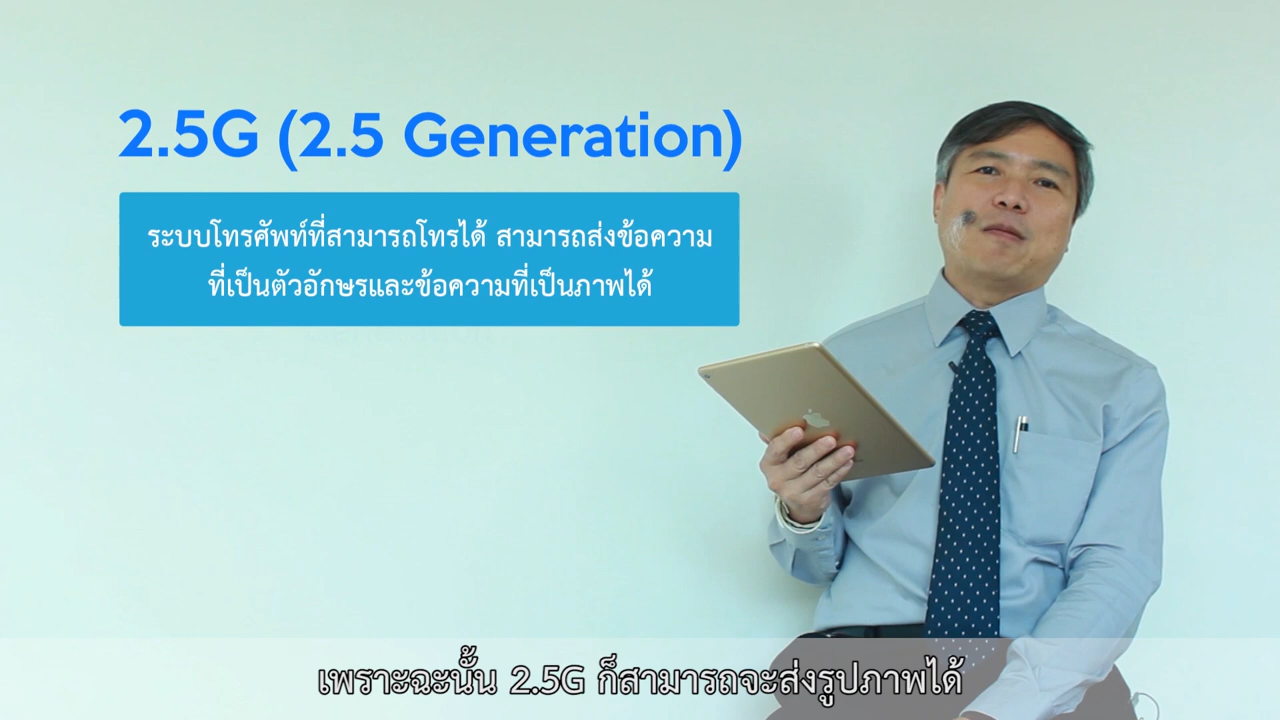 2.5G (2.5 Generation)
ระบบโทรศัพท์ที่สามารถโทรได้ สามารถส่งข้อความ
ที่เป็นตัวอักษรและข้อความที่เป็นภาพได้
เพราะฉะนั้น 2.5G ก็สามารถจะส่งรูปภาพได้